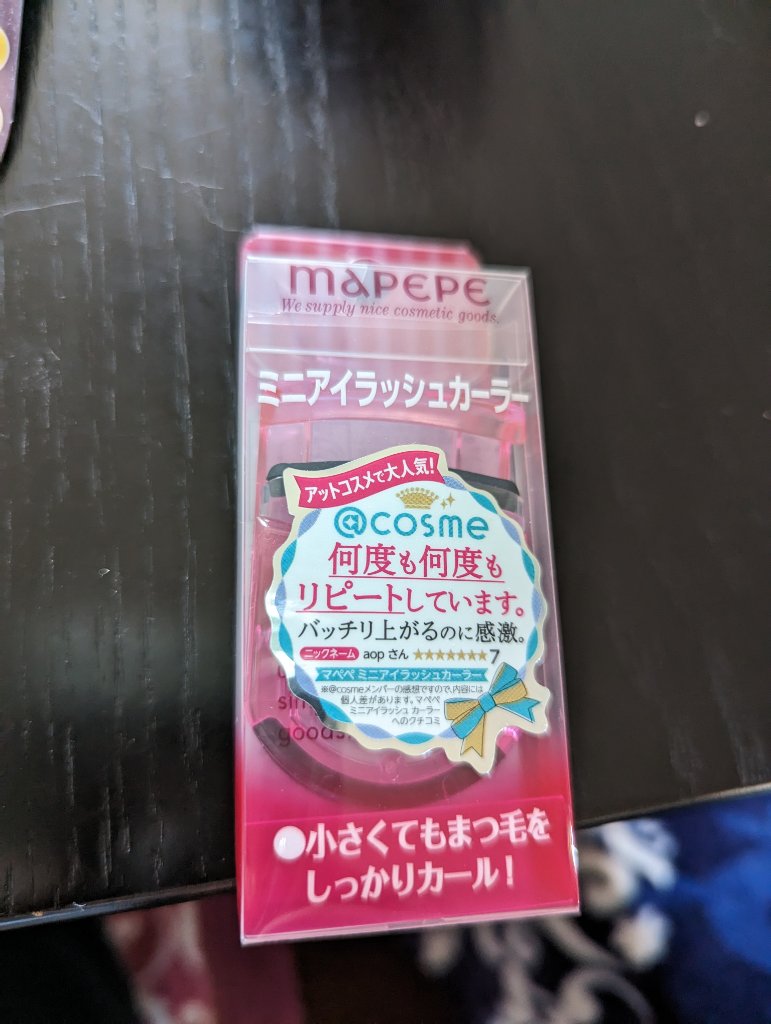 mAPEPE
We supply nice cosmetic goods.
ミニアイラッシュカーラー
アットコスメで大人気!
@cosme
何度も何度も
リピートしています。
バッチリ上がるのに感激。
ニックネーム aop さん ★★★★★★★7
マペペ ミニアイラッシュカーラー
※@cosmeメンバーの感想ですので、内容には
個人差があります。マペペ
ミニアイラッシュ カーラー
へのクチコミ
goods
●小さくてもまつ毛を
しっかりカール!